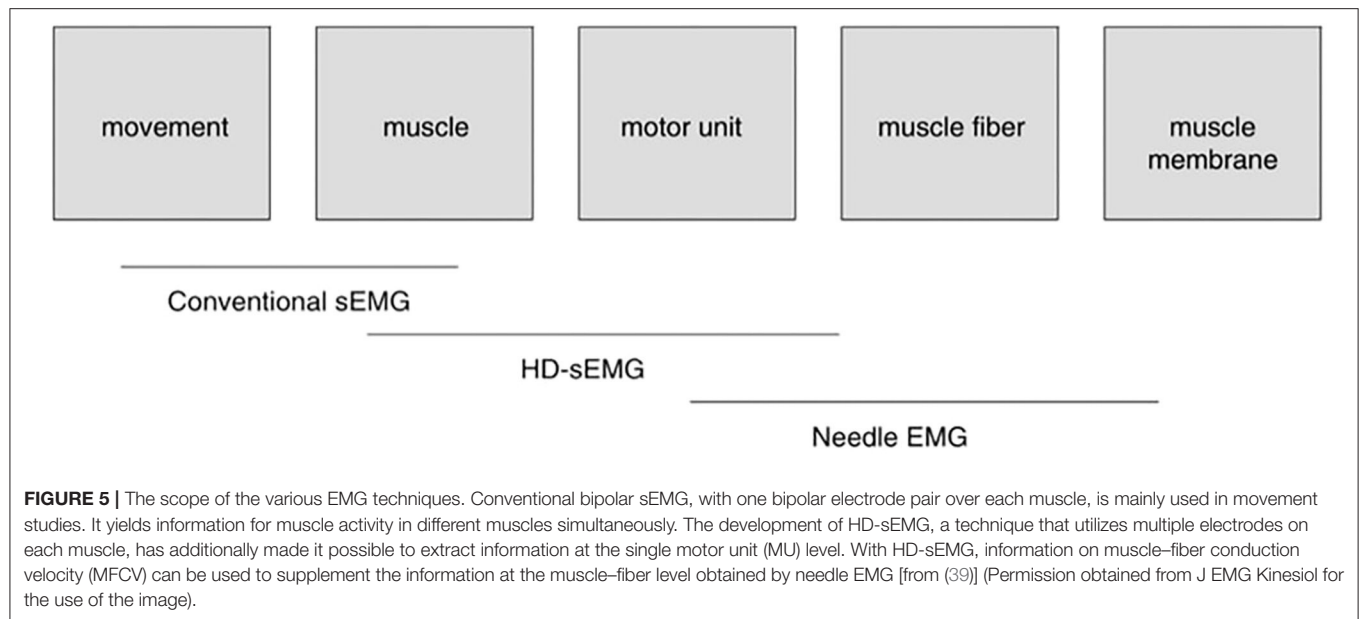 movement
muscle
motor unit
muscle fiber
muscle
membrane
Conventional sEMG
HD-sEMG
Needle EMG
FIGURE 5 | The scope of the various EMG techniques. Conventional bipolar sEMG, with one bipolar electrode pair over each muscle, is mainly used in movement
studies. It yields information for muscle activity in different muscles simultaneously. The development of HD-sEMG, a technique that utilizes multiple electrodes on
each muscle, has additionally made it possible to extract information at the single motor unit (MU) level. With HD-sEMG, information on muscle–fiber conduction
velocity (MFCV) can be used to supplement the information at the muscle–fiber level obtained by needle EMG [from (39)] (Permission obtained from J EMG Kinesiol for
the use of the image).